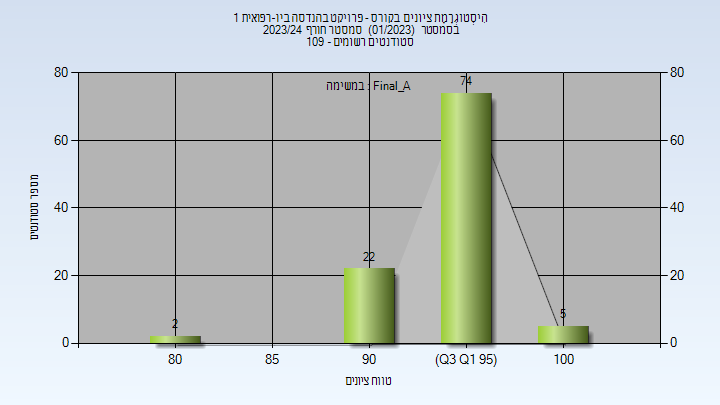 היסטוגרמת ציונים בקורס - פרויקט בהנדסה ביו-רפואית 1
בסמסטר (01/2023) סמסטר חורף 2023/24
סטודנטים רשומים - 109
במשימה : Final_A
80
60
40
20
0
80
60
40
20
0
מספר סטודנטים
2
22
74
5
80
85
90
(Q3 Q1 95)
100
טווח ציונים